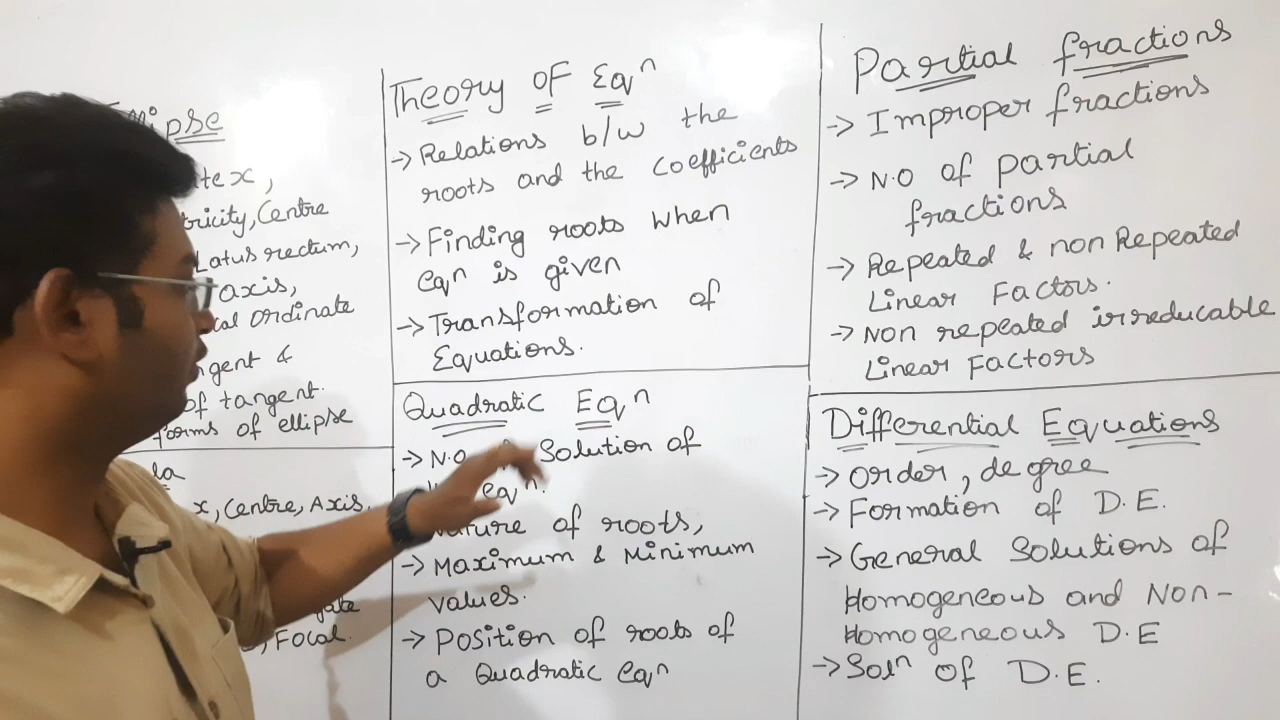 ipse
tex,
tricity, Centre
Latus rectum,
axis,
cal Ordinate
gent &
of tangent.
forms of ellipse
la
x, Centre, Axis.
gate
, Focal.
Theory of Eqⁿ
→ Relations b/w the
roots and the Coefficients
→ Finding roots when
eqⁿ is given
→ Transformation of
Equations.
Quadratic Eqⁿ
→ N.O Solution of
eqⁿ.
Nature of roots,
→ Maximum & Minimum
values.
→ Position of roots of
a Quadratic eqⁿ
Partial fractions
→ Improper fractions
→ N.O of partial
fractions
→ Repeated & non Repeated
Linear Factors.
→ Non repeated irreducable
Linear Factors
Differential Equations
→ Order, degree
→ Formation of D.E.
→ General Solutions of
Homogeneous and Non-
Homogeneous D.E
→ Solⁿ of D.E.